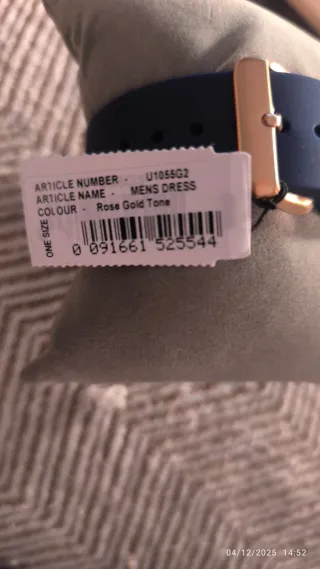 ARTICLE NUMBER - U1055G2
ARTICLE NAME - MENS DRESS
COLOUR - Rose Gold Tone
ONE SIZE
0 091661 525544
04/12/2025 14:52